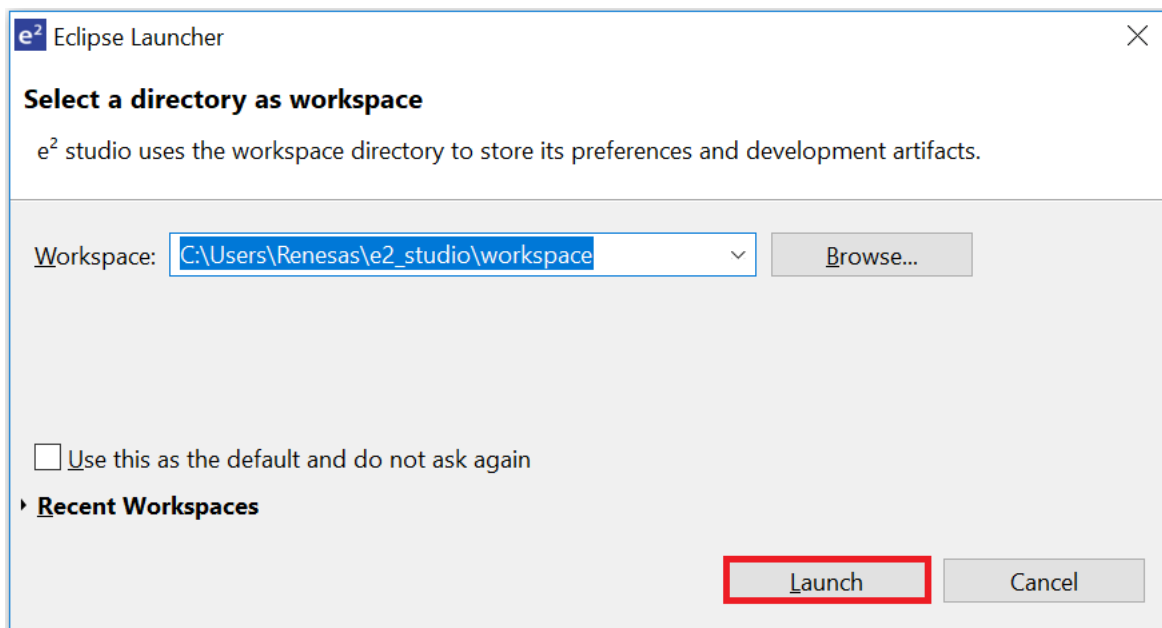 e² Eclipse Launcher
Select a directory as workspace
e² studio uses the workspace directory to store its preferences and development artifacts.
Workspace: C:\Users\Renesas\e2_studio\workspace Browse...
Use this as the default and do not ask again
Recent Workspaces
Launch Cancel